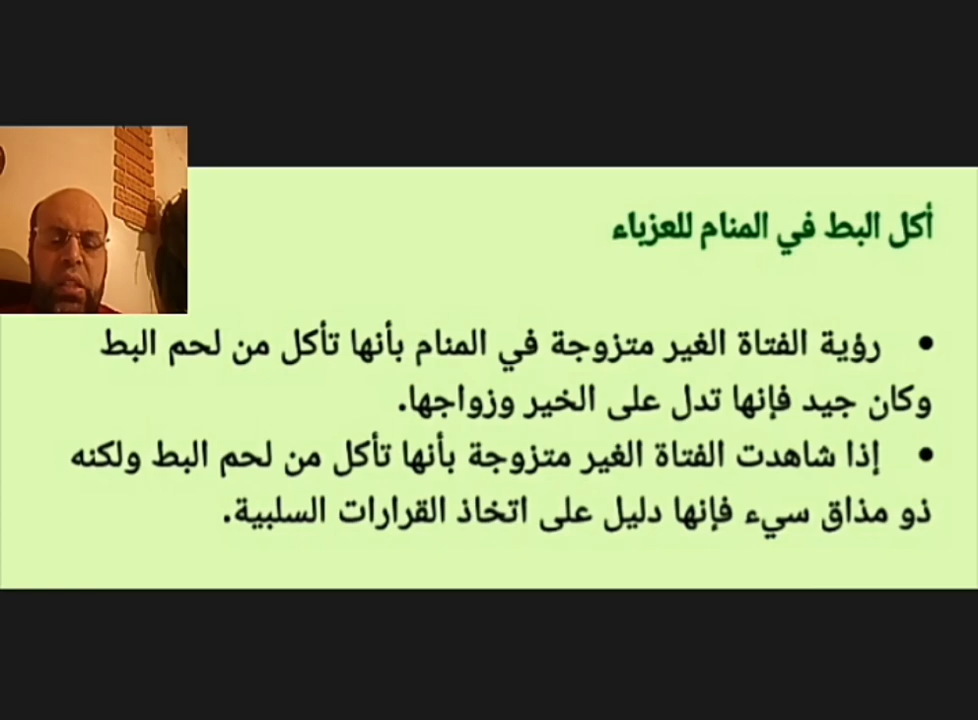 أكل البط في المنام للعزباء
• رؤية الفتاة الغير متزوجة في المنام بأنها تأكل من لحم البط
وكان جيد فإنها تدل على الخير وزواجها.
• إذا شاهدت الفتاة الغير متزوجة بأنها تأكل من لحم البط ولكنه
ذو مذاق سيء فإنها دليل على اتخاذ القرارات السلبية.